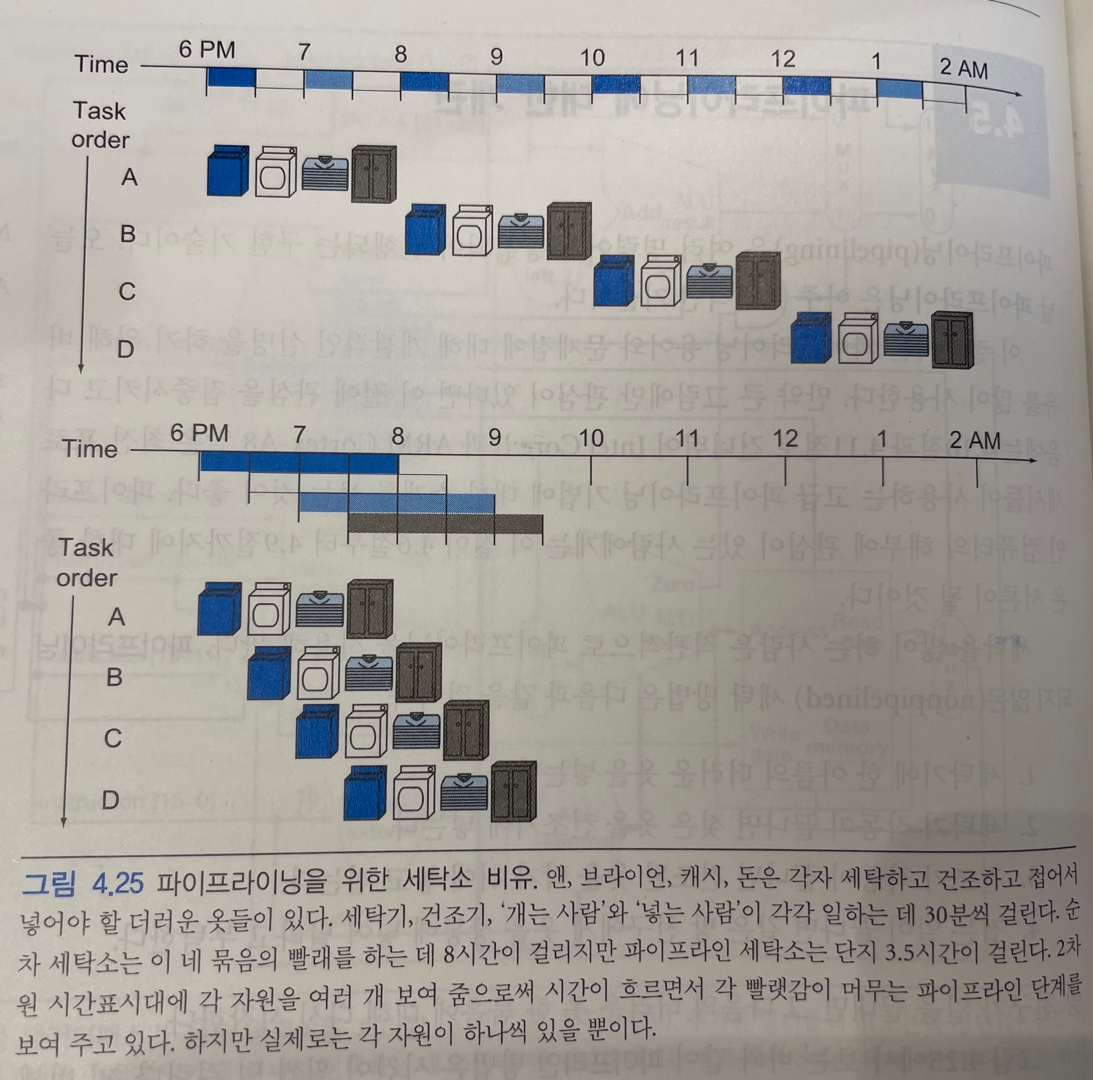 6 PM 7 8 9 10 11 12 1 2 AM
Time
Task
order
A
B
C
D
6 PM 7 8 9 10 11 12 1 2 AM
Time
Task
order
A
B
C
D
그림 4.25 파이프라이닝을 위한 세탁소 비유. 앤, 브라이언, 캐시, 돈은 각자 세탁하고 건조하고 접어서
넣어야 할 더러운 옷들이 있다. 세탁기, 건조기, ‘개는 사람’와 ‘넣는 사람’이 각각 일하는 데 30분씩 걸린다. 순
차 세탁소는 이 네 묶음의 빨래를 하는 데 8시간이 걸리지만 파이프라인 세탁소는 단지 3.5시간이 걸린다. 2차
원 시간표시대에 각 자원을 여러 개 보여 줌으로써 시간이 흐르면서 각 빨랫감이 머무는 파이프라인 단계를
보여 주고 있다. 하지만 실제로는 각 자원이 하나씩 있을 뿐이다.